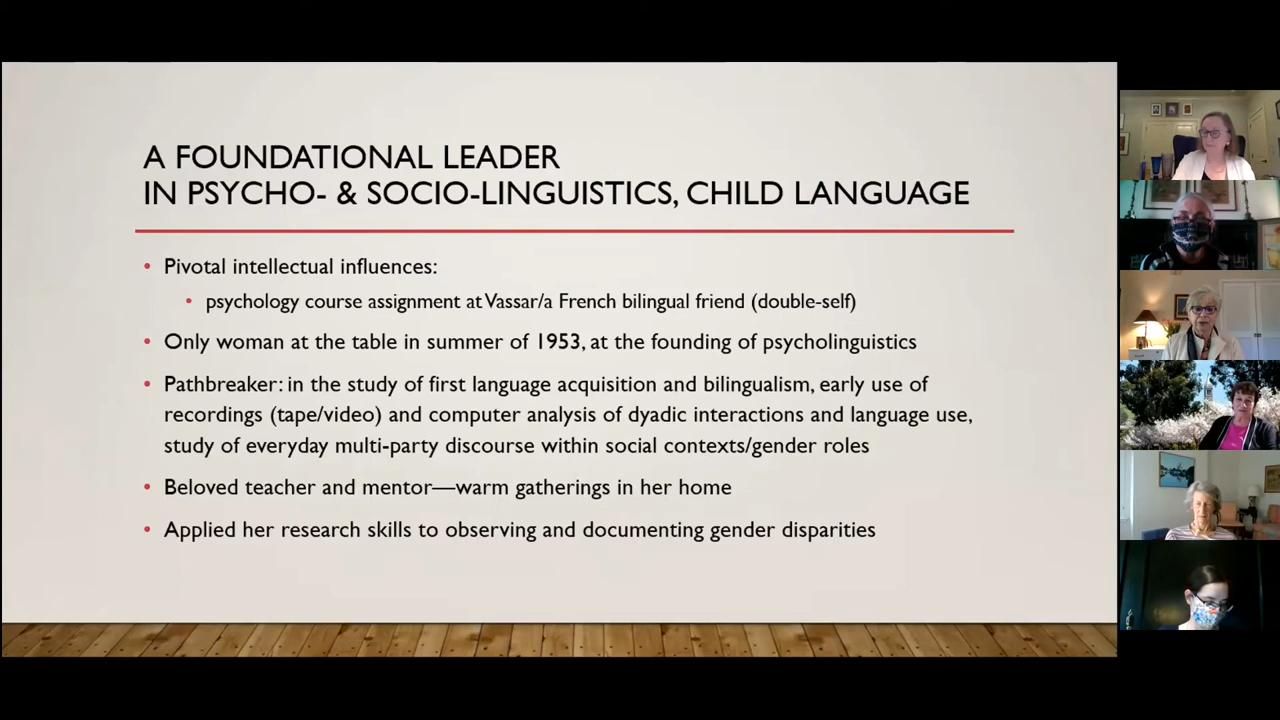 A FOUNDATIONAL LEADER
IN PSYCHO- & SOCIO-LINGUISTICS, CHILD LANGUAGE
• Pivotal intellectual influences:
• psychology course assignment at Vassar/a French bilingual friend (double-self)
• Only woman at the table in summer of 1953, at the founding of psycholinguistics
• Pathbreaker: in the study of first language acquisition and bilingualism, early use of
recordings (tape/video) and computer analysis of dyadic interactions and language use,
study of everyday multi-party discourse within social contexts/gender roles
• Beloved teacher and mentor—warm gatherings in her home
• Applied her research skills to observing and documenting gender disparities